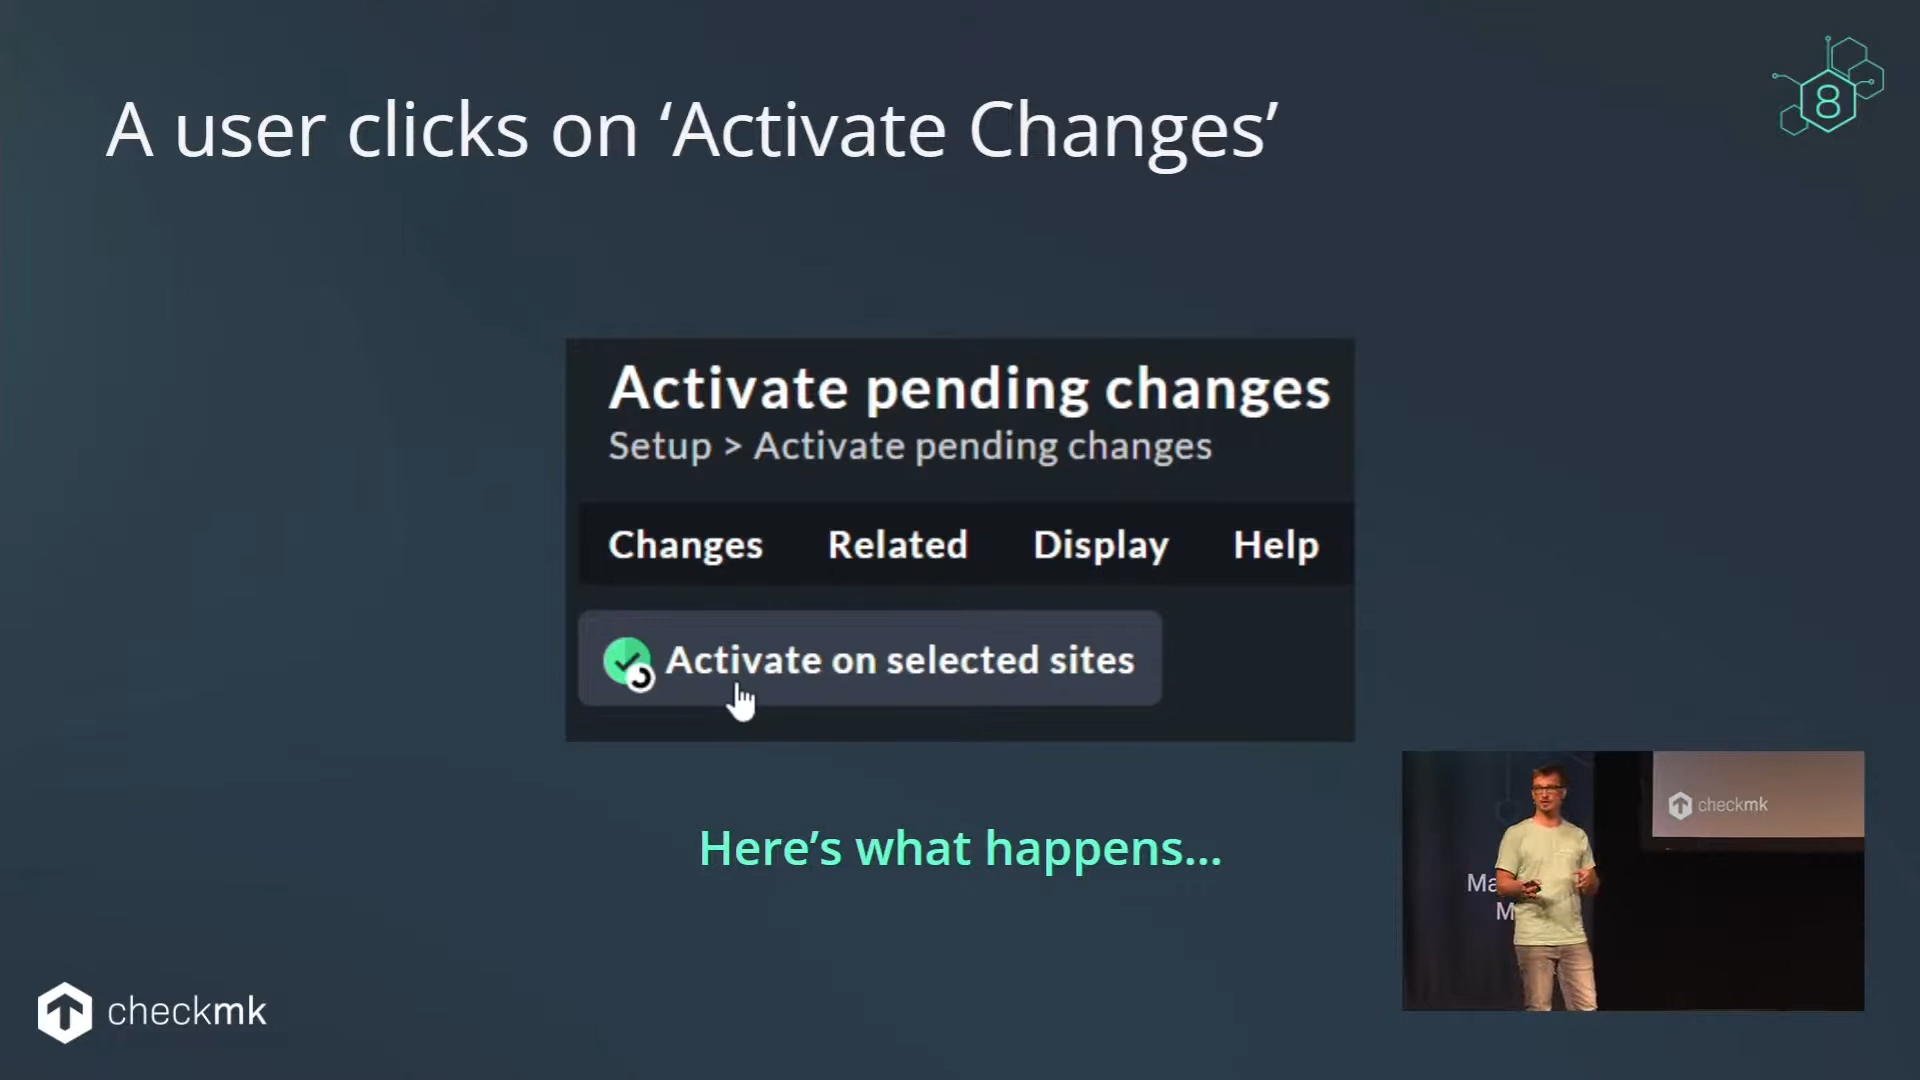 A user clicks on ‘Activate Changes’
8
Activate pending changes
Setup > Activate pending changes
Changes Related Display Help
Activate on selected sites
Here’s what happens...
checkmk
Ma
M
checkmk